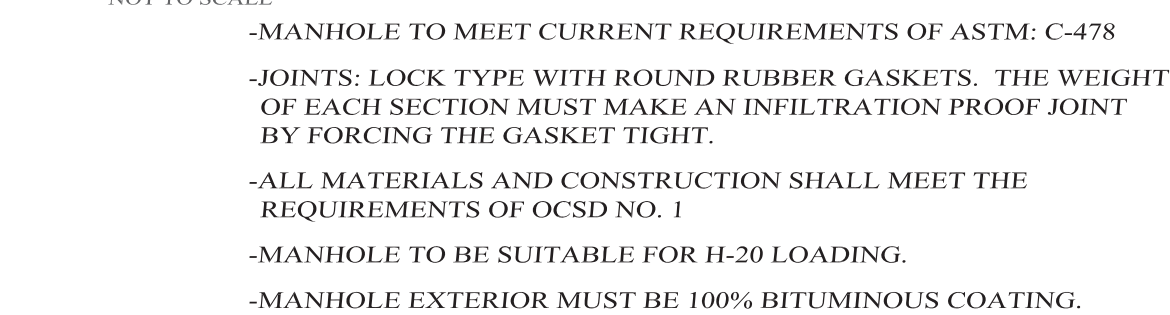 NOT TO SCALE
-MANHOLE TO MEET CURRENT REQUIREMENTS OF ASTM: C-478
-JOINTS: LOCK TYPE WITH ROUND RUBBER GASKETS.  THE WEIGHT
OF EACH SECTION MUST MAKE AN INFILTRATION PROOF JOINT
BY FORCING THE GASKET TIGHT.
-ALL MATERIALS AND CONSTRUCTION SHALL MEET THE
REQUIREMENTS OF OCSD NO. 1
-MANHOLE TO BE SUITABLE FOR H-20 LOADING.
-MANHOLE EXTERIOR MUST BE 100% BITUMINOUS COATING.